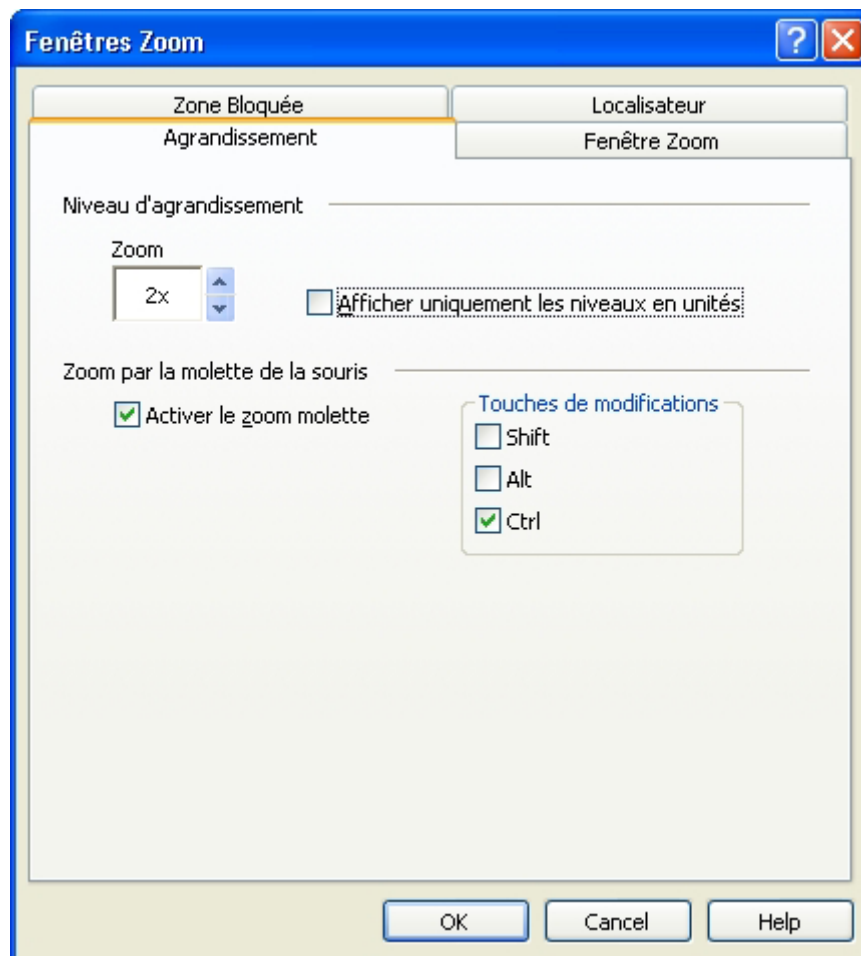 Fenêtres Zoom
Zone Bloquée
Localisateur
Agrandissement
Fenêtre Zoom
Niveau d'agrandissement
Zoom
2x
Afficher uniquement les niveaux en unités
Zoom par la molette de la souris
Activer le zoom molette
Touches de modifications
Shift
Alt
Ctrl
OK
Cancel
Help